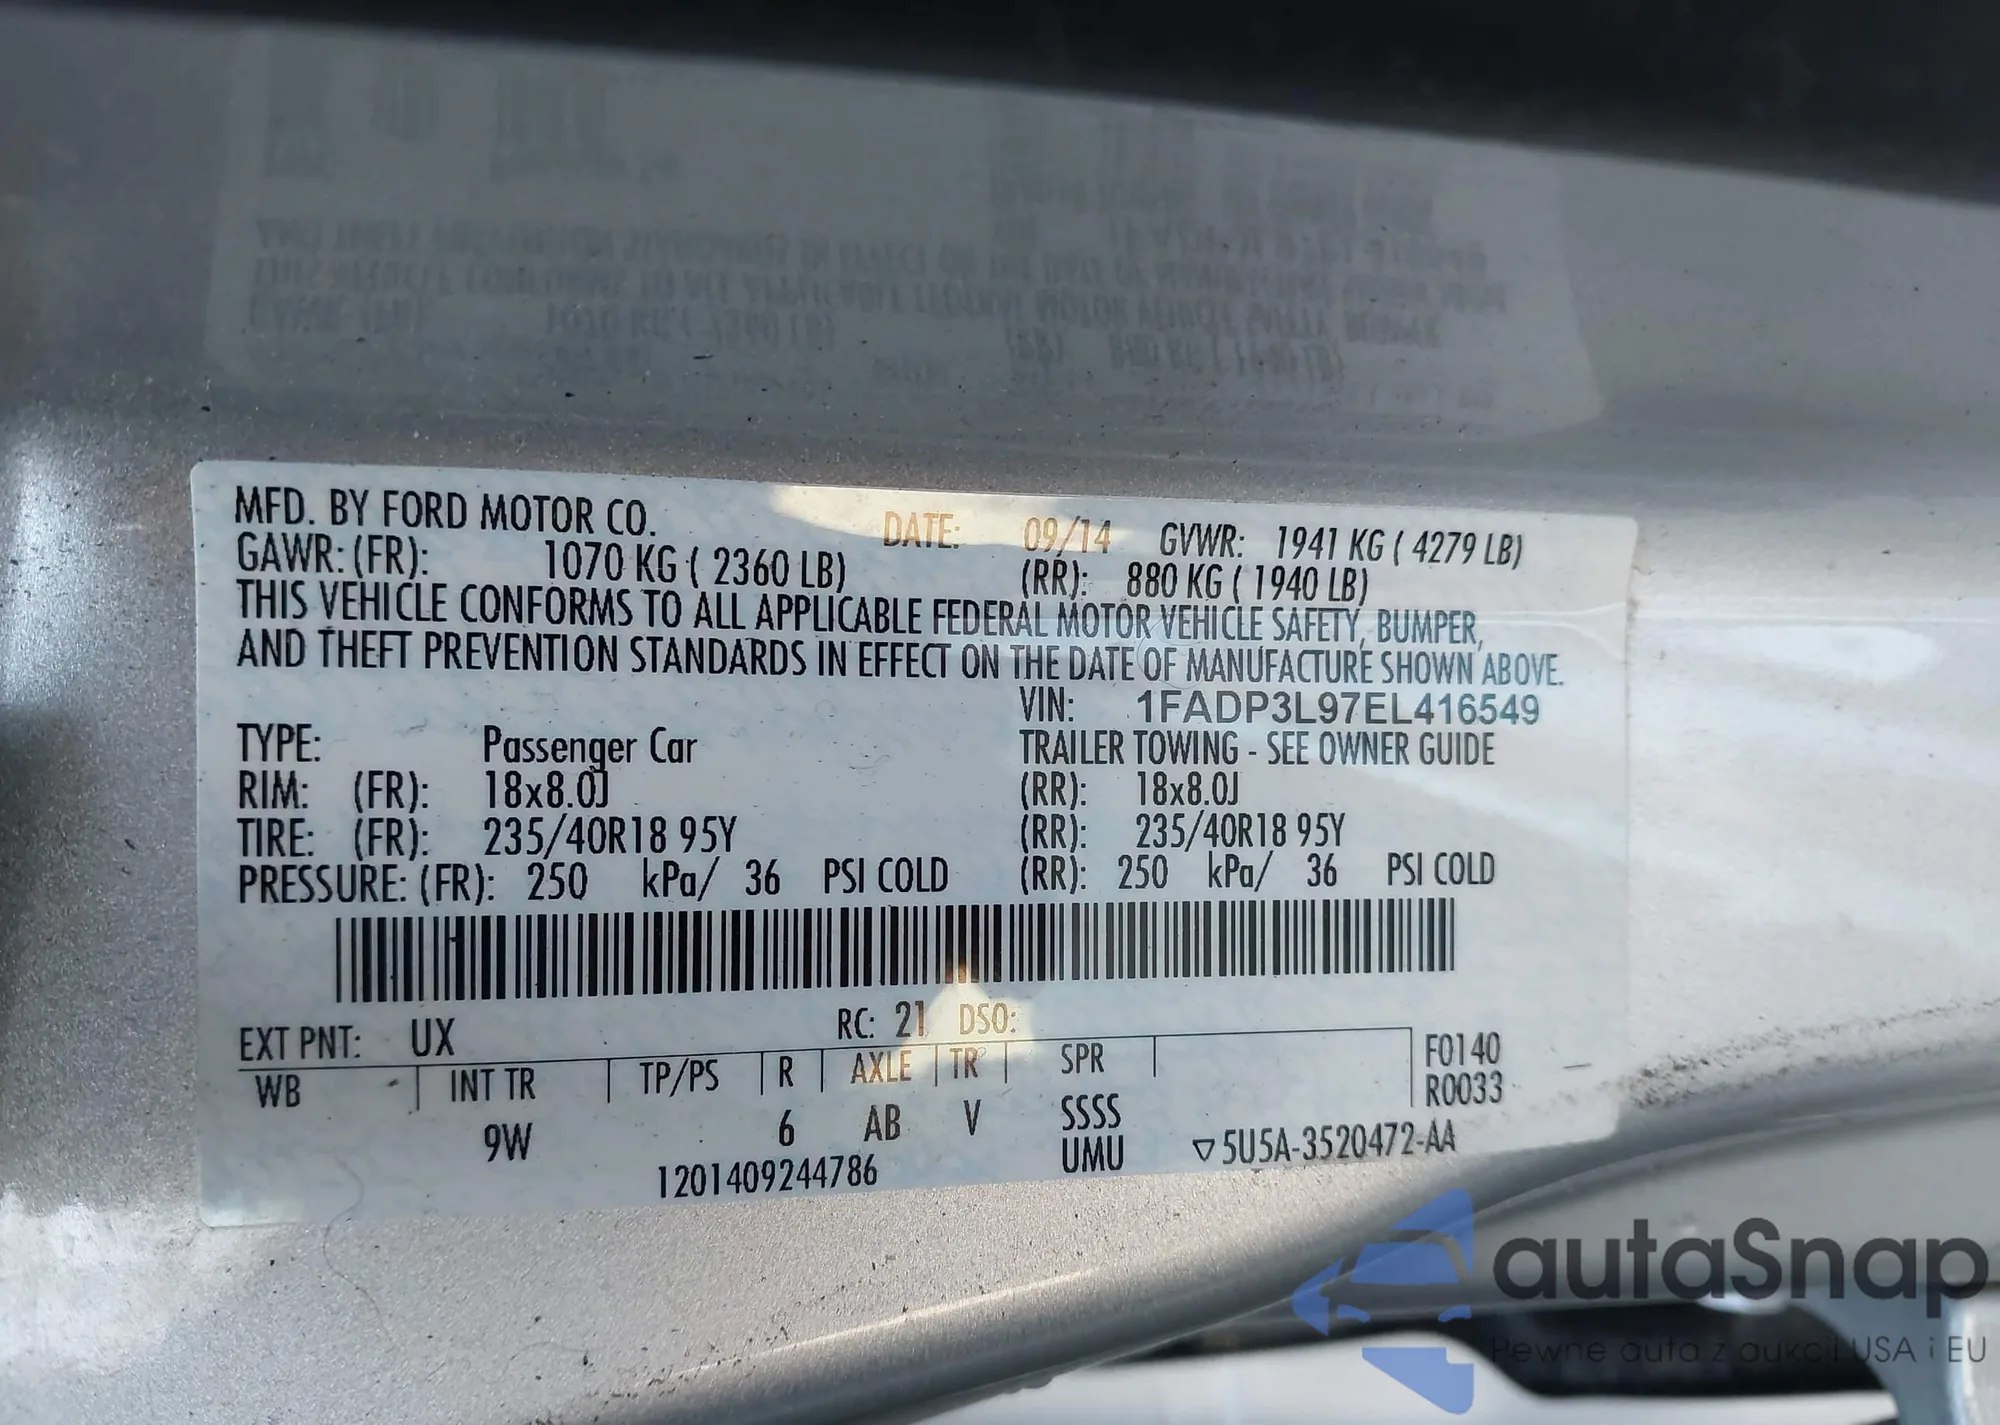 MFD. BY FORD MOTOR CO. DATE: 09/14 GVWR: 1941 KG ( 4279 LB)
GAWR: (FR): 1070 KG ( 2360 LB) (RR): 880 KG ( 1940 LB)
THIS VEHICLE CONFORMS TO ALL APPLICABLE FEDERAL MOTOR VEHICLE SAFETY, BUMPER,
AND THEFT PREVENTION STANDARDS IN EFFECT ON THE DATE OF MANUFACTURE SHOWN ABOVE.
VIN: 1FADP3L97EL416549
TYPE: Passenger Car TRAILER TOWING - SEE OWNER GUIDE
RIM: (FR): 18x8.0J (RR): 18x8.0J
TIRE: (FR): 235/40R18 95Y (RR): 235/40R18 95Y
PRESSURE: (FR): 250 kPa/ 36 PSI COLD (RR): 250 kPa/ 36 PSI COLD
EXT PNT: UX RC: 21 DSO:
WB INT TR TP/PS R AXLE TR SPR F0140
R0033
9W 6 AB V SSSS
1201409244786 UMU ▽5U5A-3520472-AA
autaSnap
Pewne auta z aukcji USA i EU